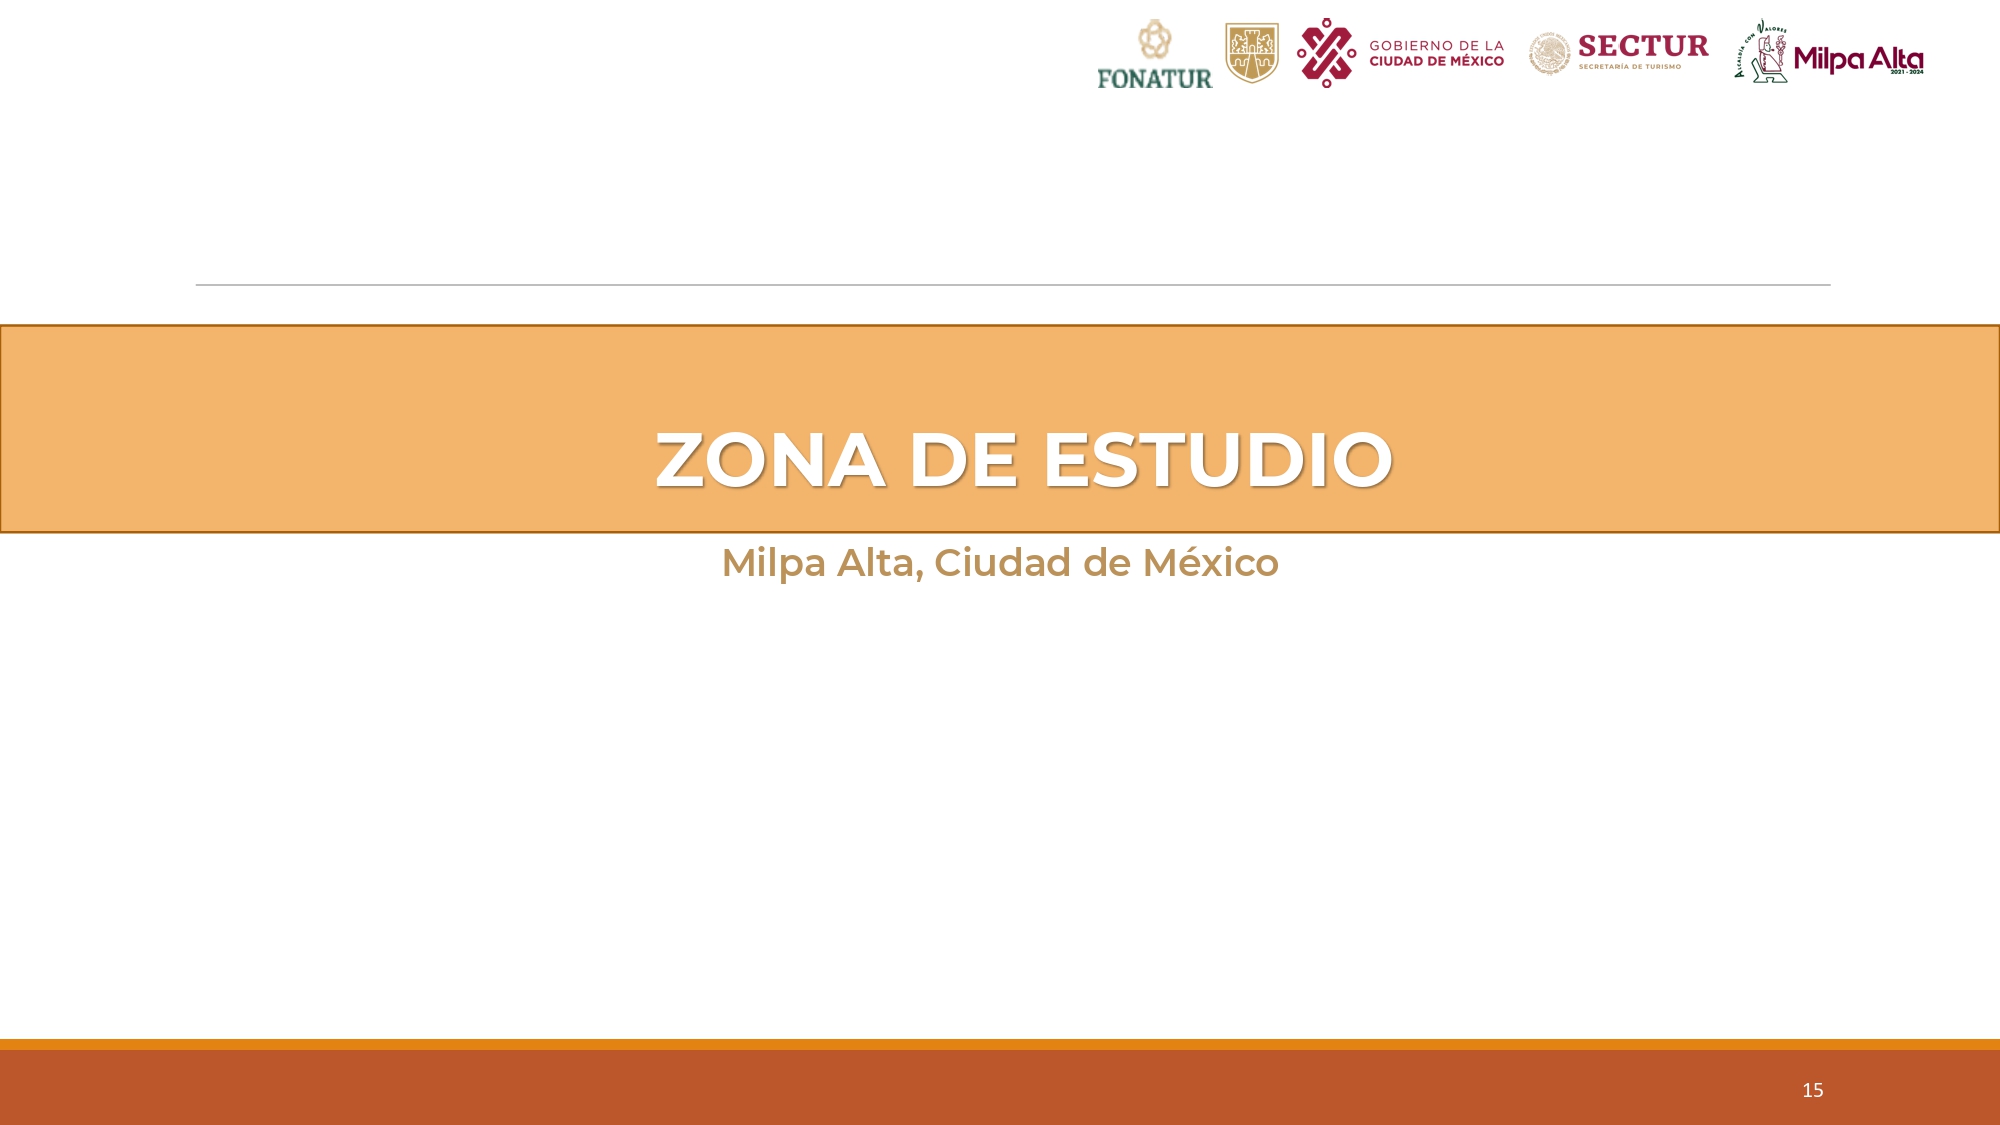 FONATUR
GOBIERNO DE LA
CIUDAD DE MÉXICO
SECTUR
SECRETARÍA DE TURISMO
ALCALDÍA CON VALORES
Milpa Alta
2021 - 2024
ZONA DE ESTUDIO
Milpa Alta, Ciudad de México
15